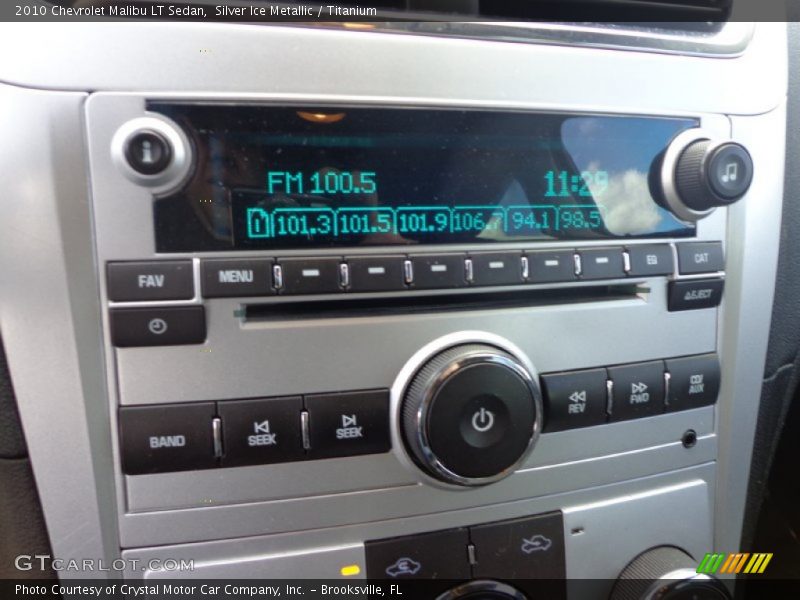 2010 Chevrolet Malibu LT Sedan, Silver Ice Metallic / Titanium
i
FM 100.5 11:29
1 101.3 101.5 101.9 106.7 94.1 98.5
FAV MENU EQ CAT
EJECT
REV FWD CD/AUX
BAND SEEK SEEK
GTCARLOT.COM
Photo Courtesy of Crystal Motor Car Company, Inc. – Brooksville, FL